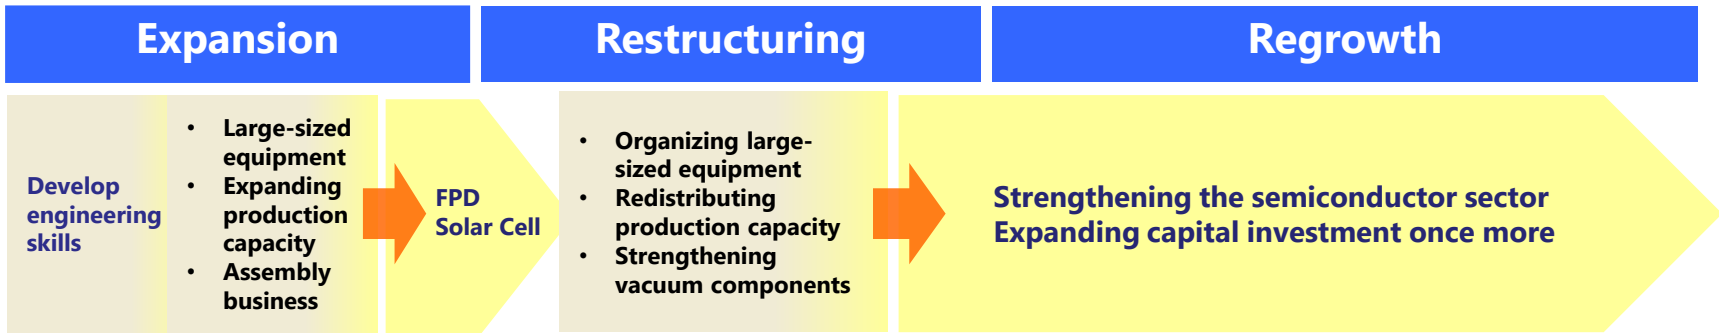 Expansion
Restructuring
Regrowth
Develop
engineering
skills
• Large-sized
equipment
• Expanding
production
capacity
• Assembly
business
FPD
Solar Cell
• Organizing large-
sized equipment
• Redistributing
production capacity
• Strengthening
vacuum components
Strengthening the semiconductor sector
Expanding capital investment once more